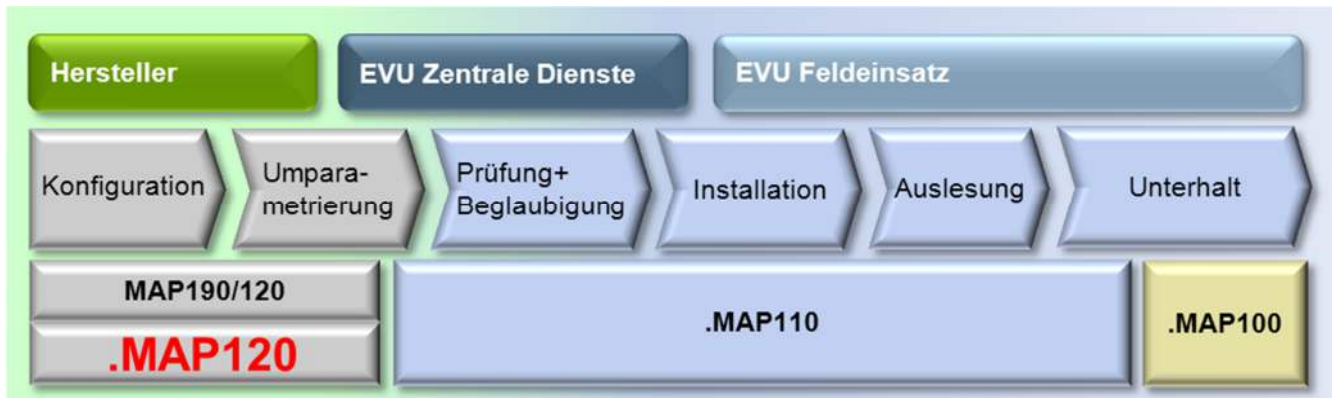 Hersteller
EVU Zentrale Dienste
EVU Feldeinsatz
Konfiguration
Umpara-
metrierung
Prüfung+
Beglaubigung
Installation
Auslesung
Unterhalt
MAP190/120
.MAP120
.MAP110
.MAP100